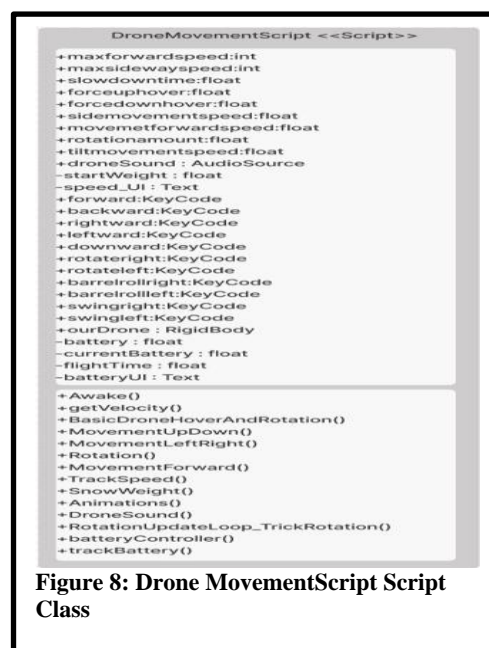 DroneMovementScript <<Script>>
+maxforwardspeed:int
+maxsidewayspeed:int
+slowdowntime:float
+forceuphover:float
+forcedownhover:float
+sidemovementspeed:float
+movemetforwardspeed:float
+rotationamount:float
+tiltmovementspeed:float
+droneSound : AudioSource
-startWeight : float
-speed_UI : Text
+forward:KeyCode
+backward:KeyCode
+rightward:KeyCode
+leftward:KeyCode
+downward:KeyCode
+rotateright:KeyCode
+rotateleft:KeyCode
+barrelrollright:KeyCode
+barrelrollleft:KeyCode
+swingright:KeyCode
+swingleft:KeyCode
+ourDrone : RigidBody
-battery : float
-currentBattery : float
-flightTime : float
-batteryUI : Text
+Awake()
+getVelocity()
+BasicDroneHoverAndRotation()
+MovementUpDown()
+MovementLeftRight()
+Rotation()
+MovementForward()
+TrackSpeed()
+SnowWeight()
+Animations()
+DroneSound()
+RotationUpdateLoop_TrickRotation()
+batteryController()
+trackBattery()
Figure 8: Drone MovementScript Script
Class